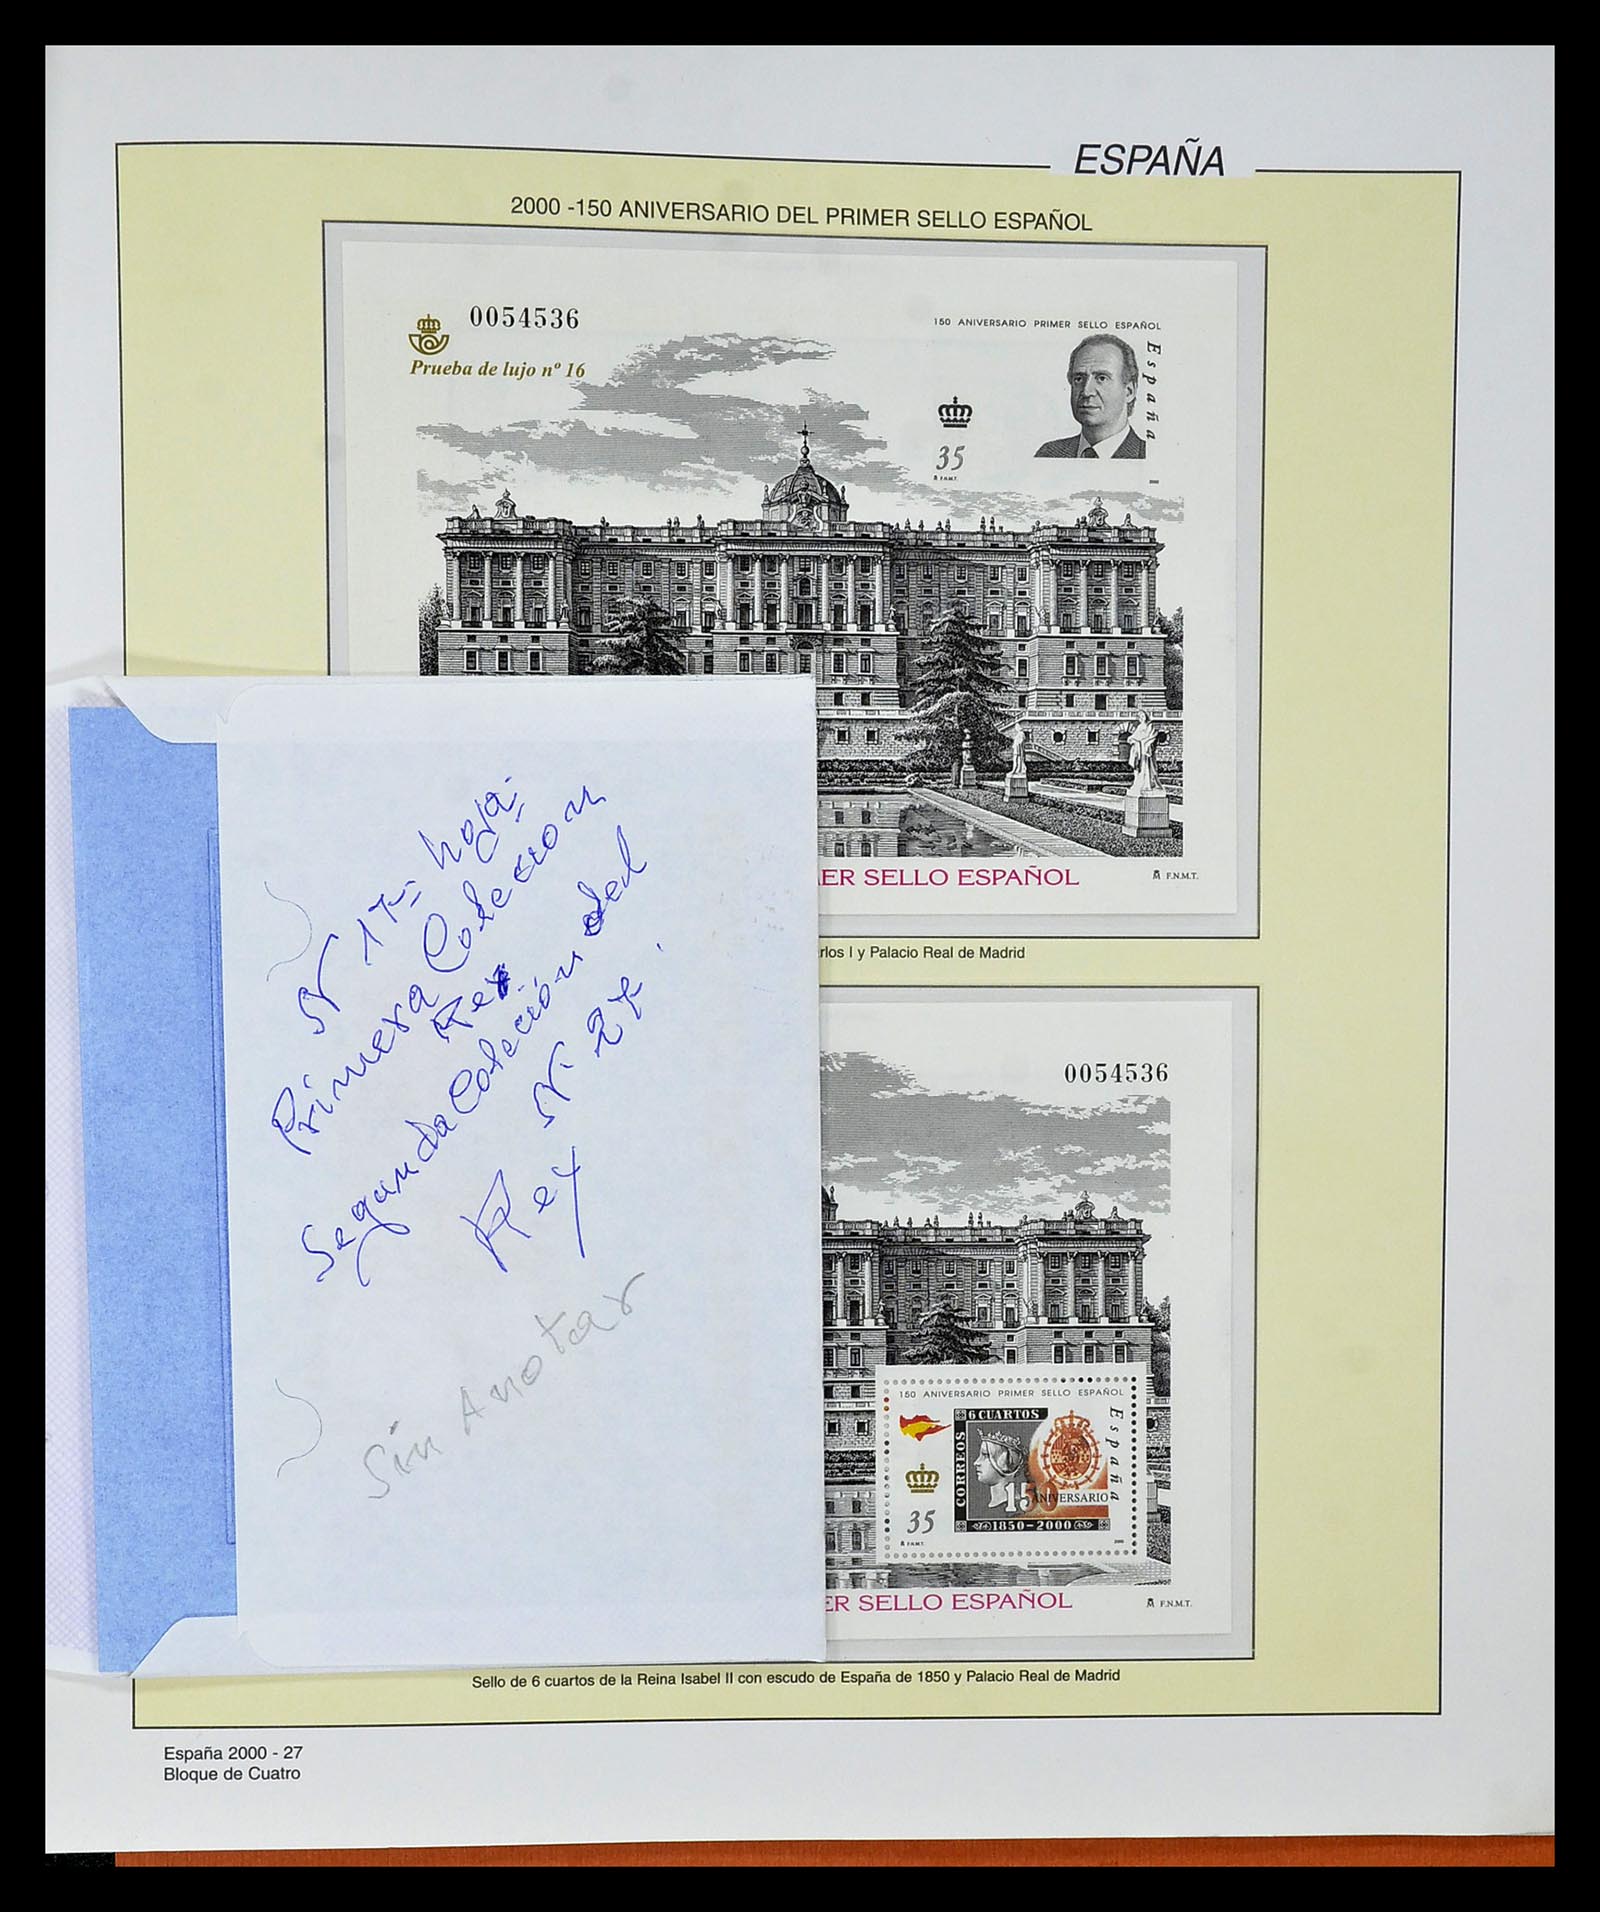 ESPAÑA
2000 -150 ANIVERSARIO DEL PRIMER SELLO ESPAÑOL
0054536
Prueba de lujo nº 16
150 ANIVERSARIO PRIMER SELLO ESPAÑOL
España
35
F.N.M.T.
2000
ER SELLO ESPAÑOL
F.N.M.T.
rlos I y Palacio Real de Madrid
Nº 17 hoja
Primera Colección
Rey
Segunda Colección del
Nº 27
Rey
Sin Anotar
0054536
150 ANIVERSARIO PRIMER SELLO ESPAÑOL
6 CUARTOS
CORREOS
España
150
ANIVERSARIO
35
1850-2000
F.N.M.T.
2000
ER SELLO ESPAÑOL
F.N.M.T.
Sello de 6 cuartos de la Reina Isabel II con escudo de España de 1850 y Palacio Real de Madrid
España 2000 - 27
Bloque de Cuatro